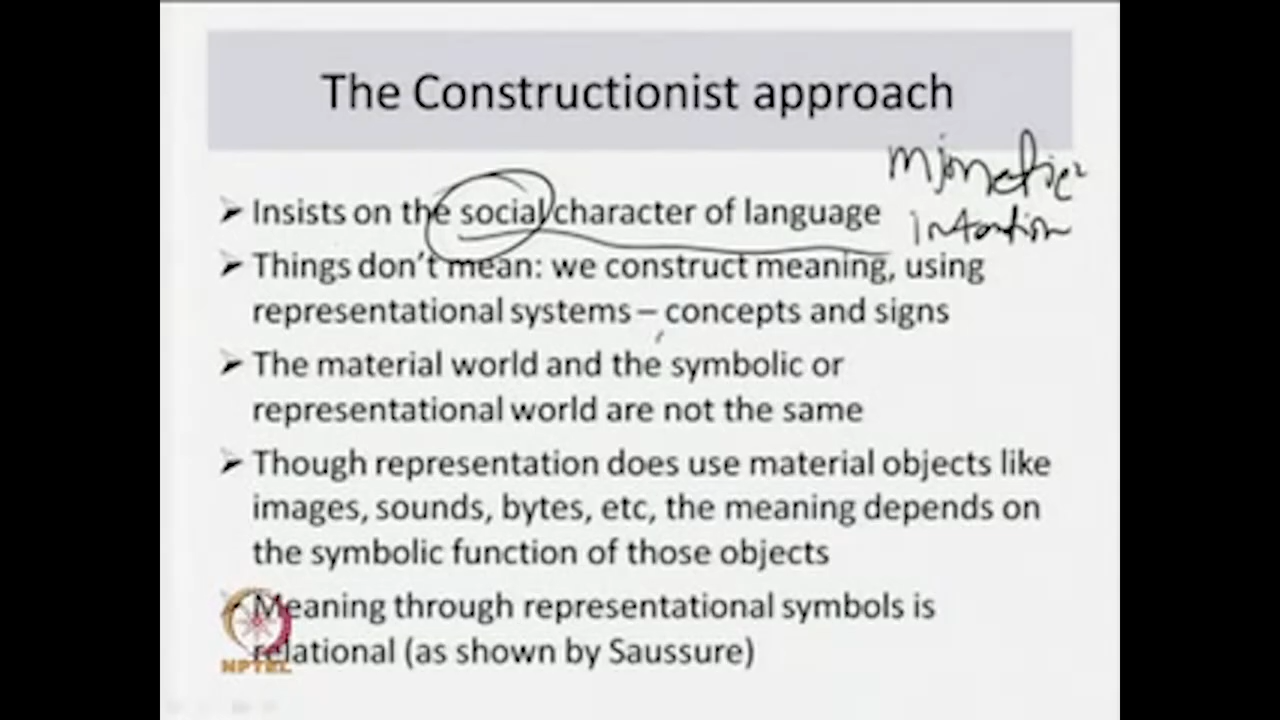 The Constructionist approach
mimetic
➢ Insists on the social character of language
intention
➢ Things don't mean: we construct meaning, using
representational systems – concepts and signs
➢ The material world and the symbolic or
representational world are not the same
➢ Though representation does use material objects like
images, sounds, bytes, etc, the meaning depends on
the symbolic function of those objects
➢ Meaning through representational symbols is
relational (as shown by Saussure)
NPTEL